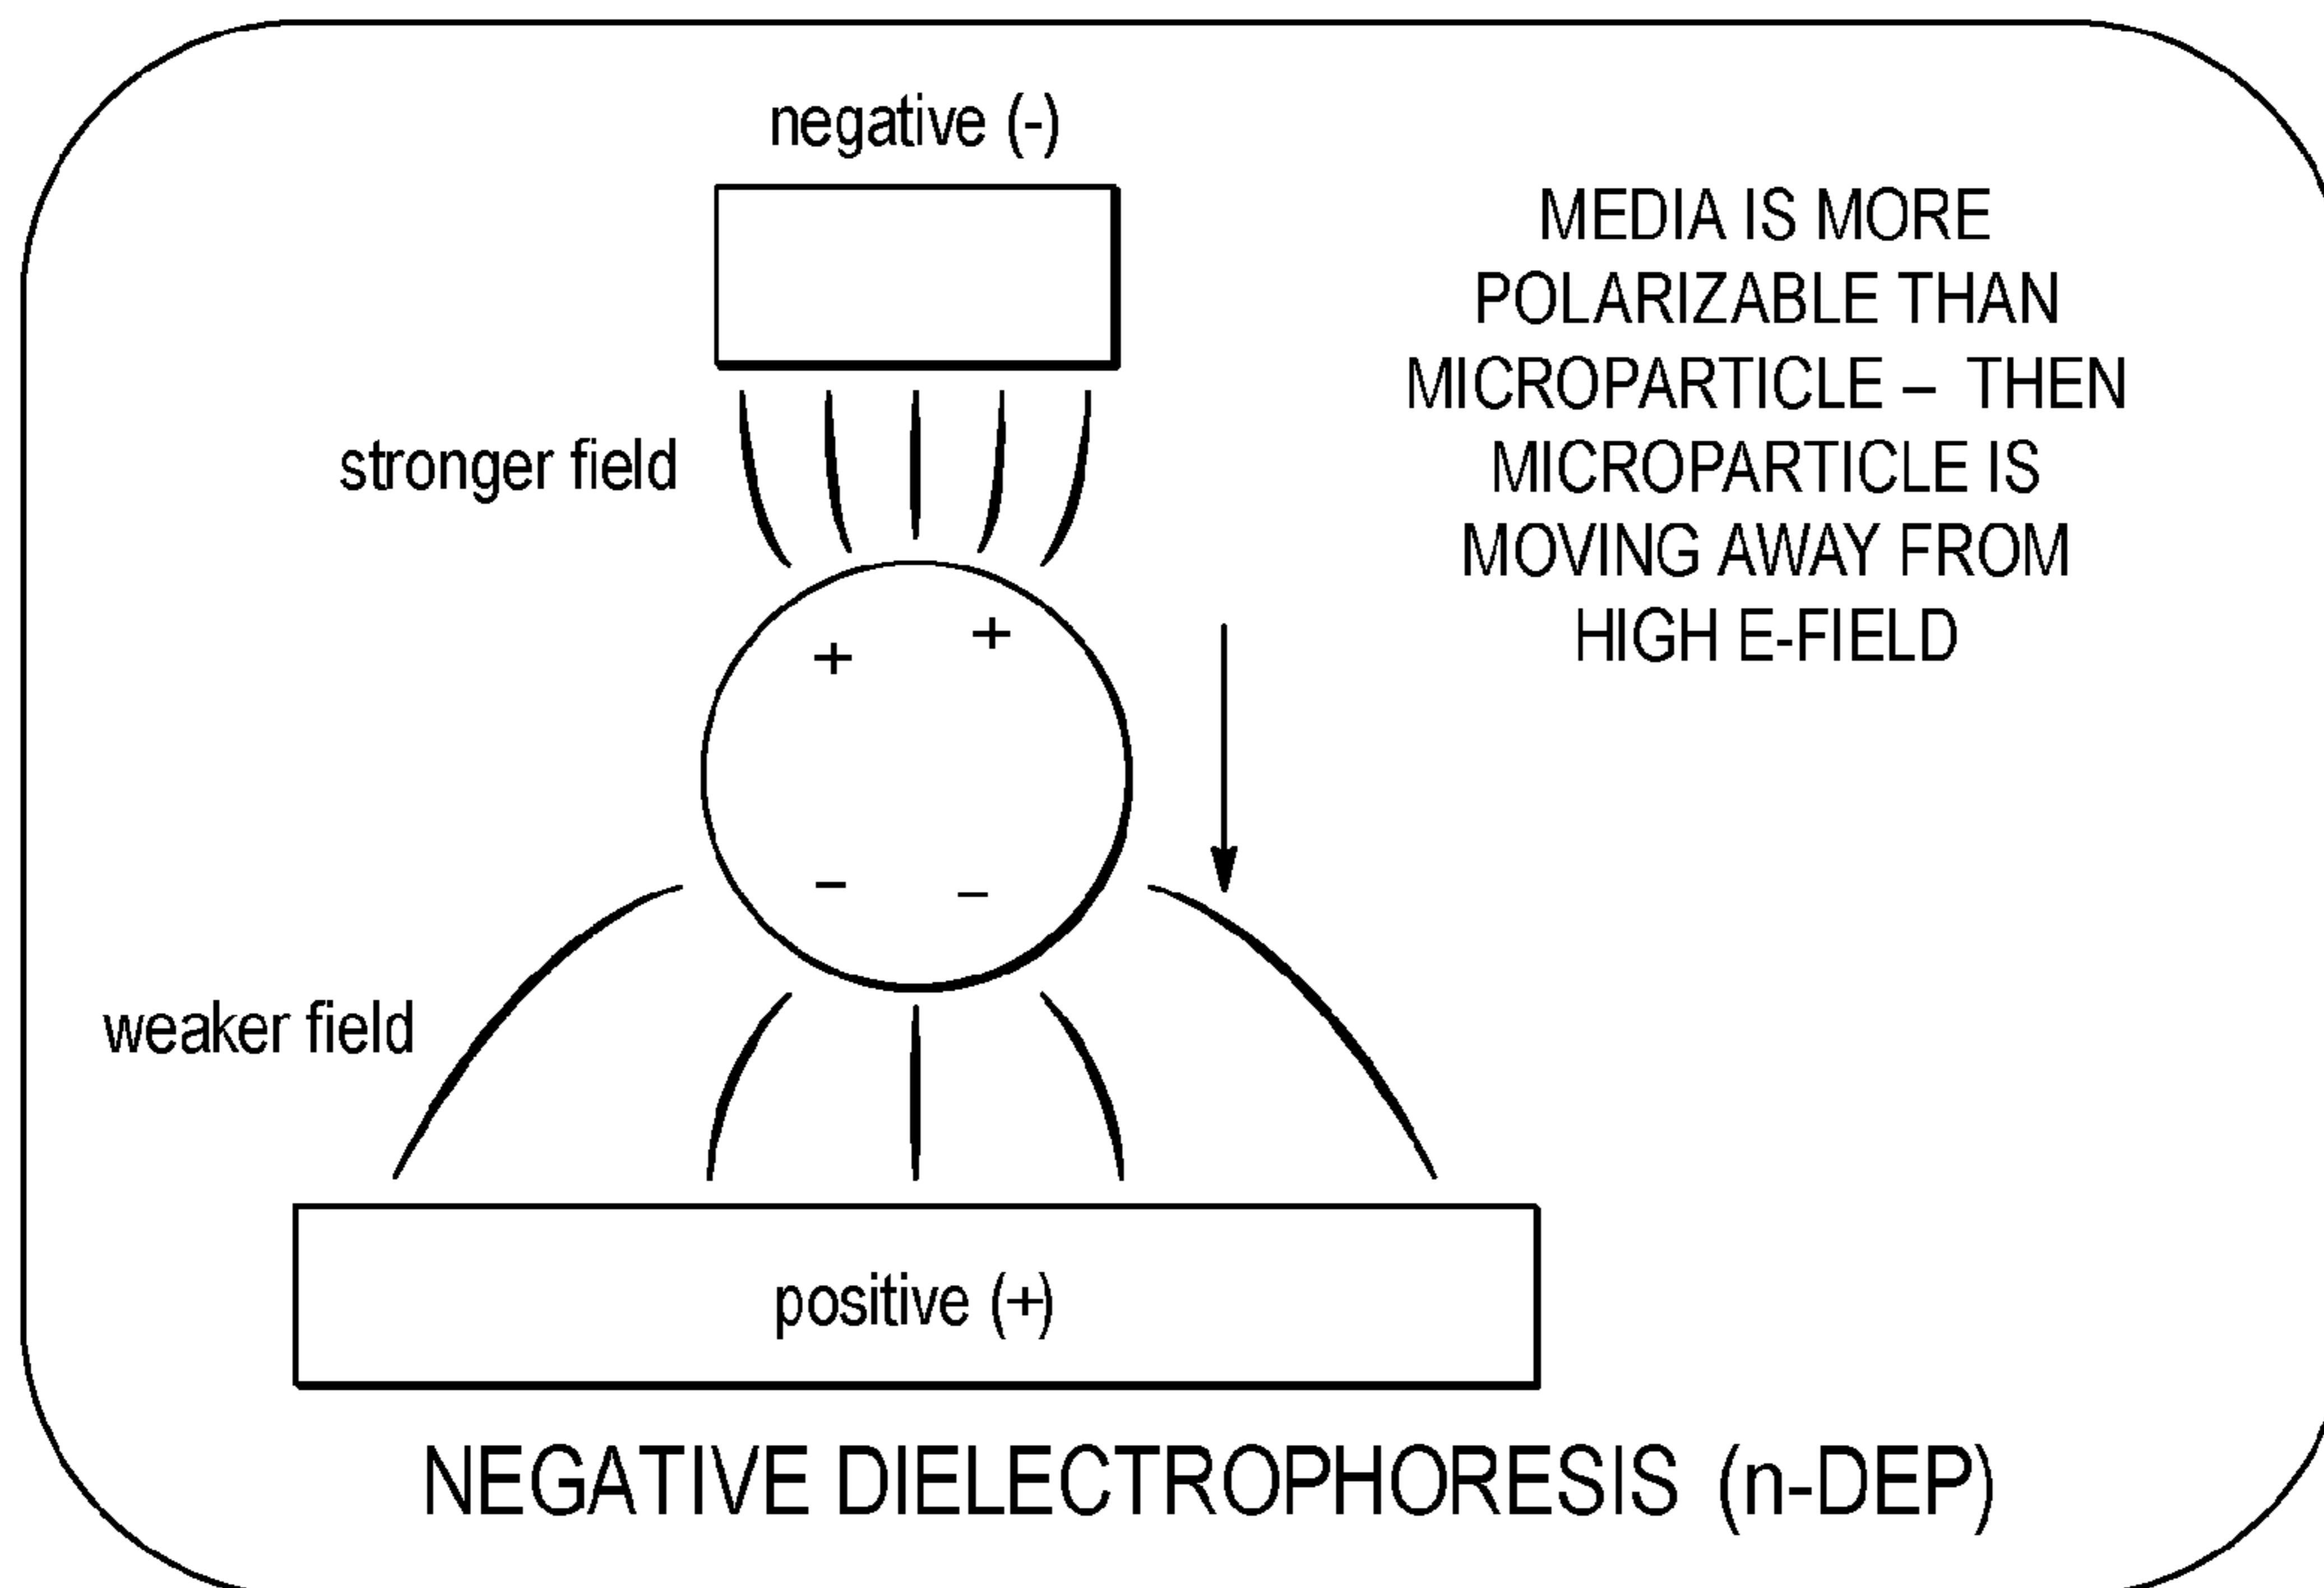 negative (-)
MEDIA IS MORE
POLARIZABLE THAN
MICROPARTICLE – THEN
MICROPARTICLE IS
MOVING AWAY FROM
HIGH E-FIELD
stronger field
+ +
– –
weaker field
positive (+)
NEGATIVE DIELECTROPHORESIS (n-DEP)